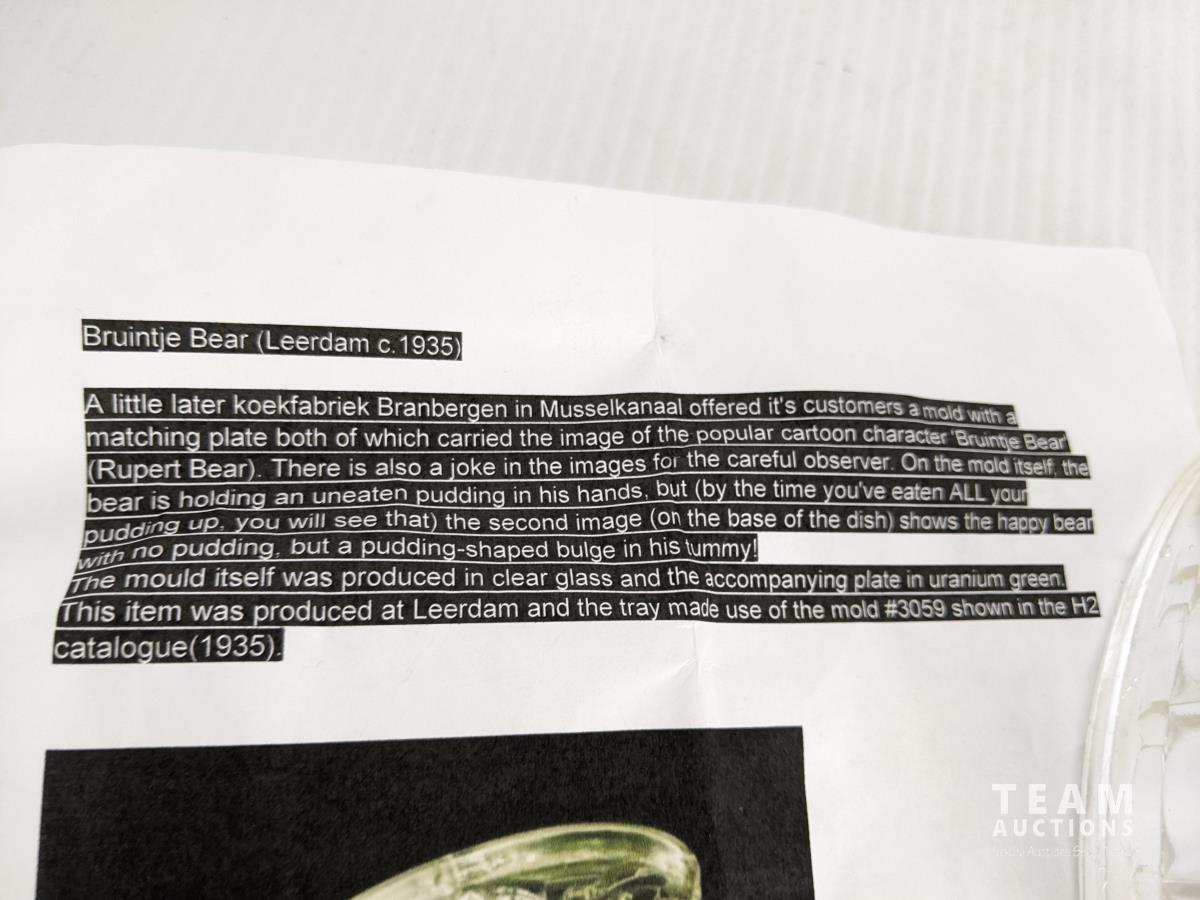 Bruintje Bear (Leerdam c.1935)
A little later koekfabriek Branbergen in Musselkanaal offered it's customers a mold with a
matching plate both of which carried the image of the popular cartoon character 'Bruintje Bear'
(Rupert Bear). There is also a joke in the images for the careful observer. On the mold itself, the
bear is holding an uneaten pudding in his hands, but (by the time you've eaten ALL your
pudding up, you will see that) the second image (on the base of the dish) shows the happy bear
with no pudding, but a pudding-shaped bulge in his tummy!
The mould itself was produced in clear glass and the accompanying plate in uranium green.
This item was produced at Leerdam and the tray made use of the mold #3059 shown in the H2
catalogue(1935).
TEAM
AUCTIONS